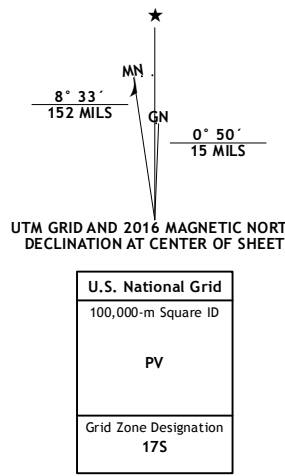 MN
GN
8° 33´
152 MILS
0° 50´
15 MILS
UTM GRID AND 2016 MAGNETIC NORT
DECLINATION AT CENTER OF SHEET
U.S. National Grid
100,000-m Square ID
PV
Grid Zone Designation
17S